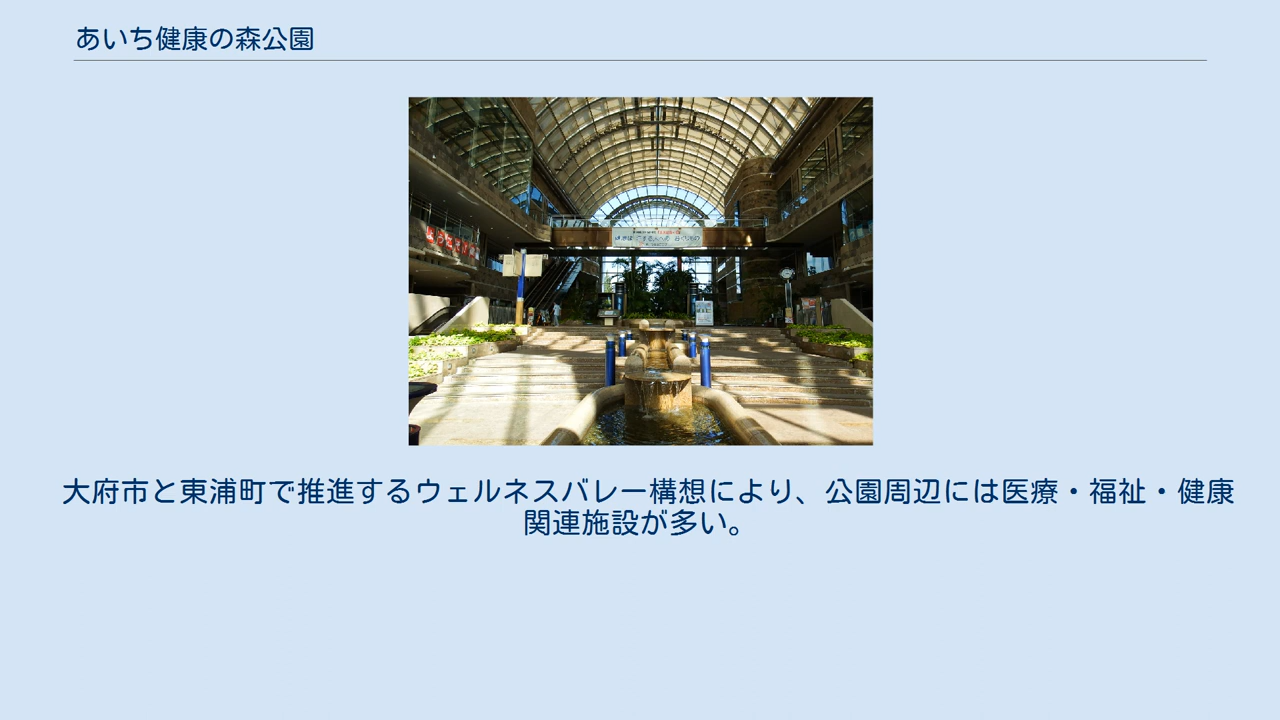 あいち健康の森公園
大府市と東浦町で推進するウェルネスバレー構想により、公園周辺には医療・福祉・健康
関連施設が多い。